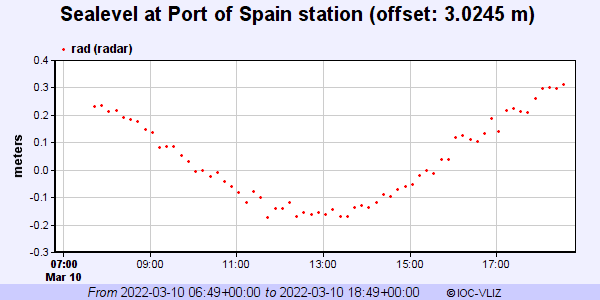 Sealevel at Port of Spain station (offset: 3.0245 m)
rad (radar)
0.4
0.3
0.2
0.1
0.0
-0.1
-0.2
-0.3
meters
07:00 09:00 11:00 13:00 15:00 17:00
Mar 10
From 2022-03-10 06:49+00:00 to 2022-03-10 18:49+00:00 © IOC-VLIZ